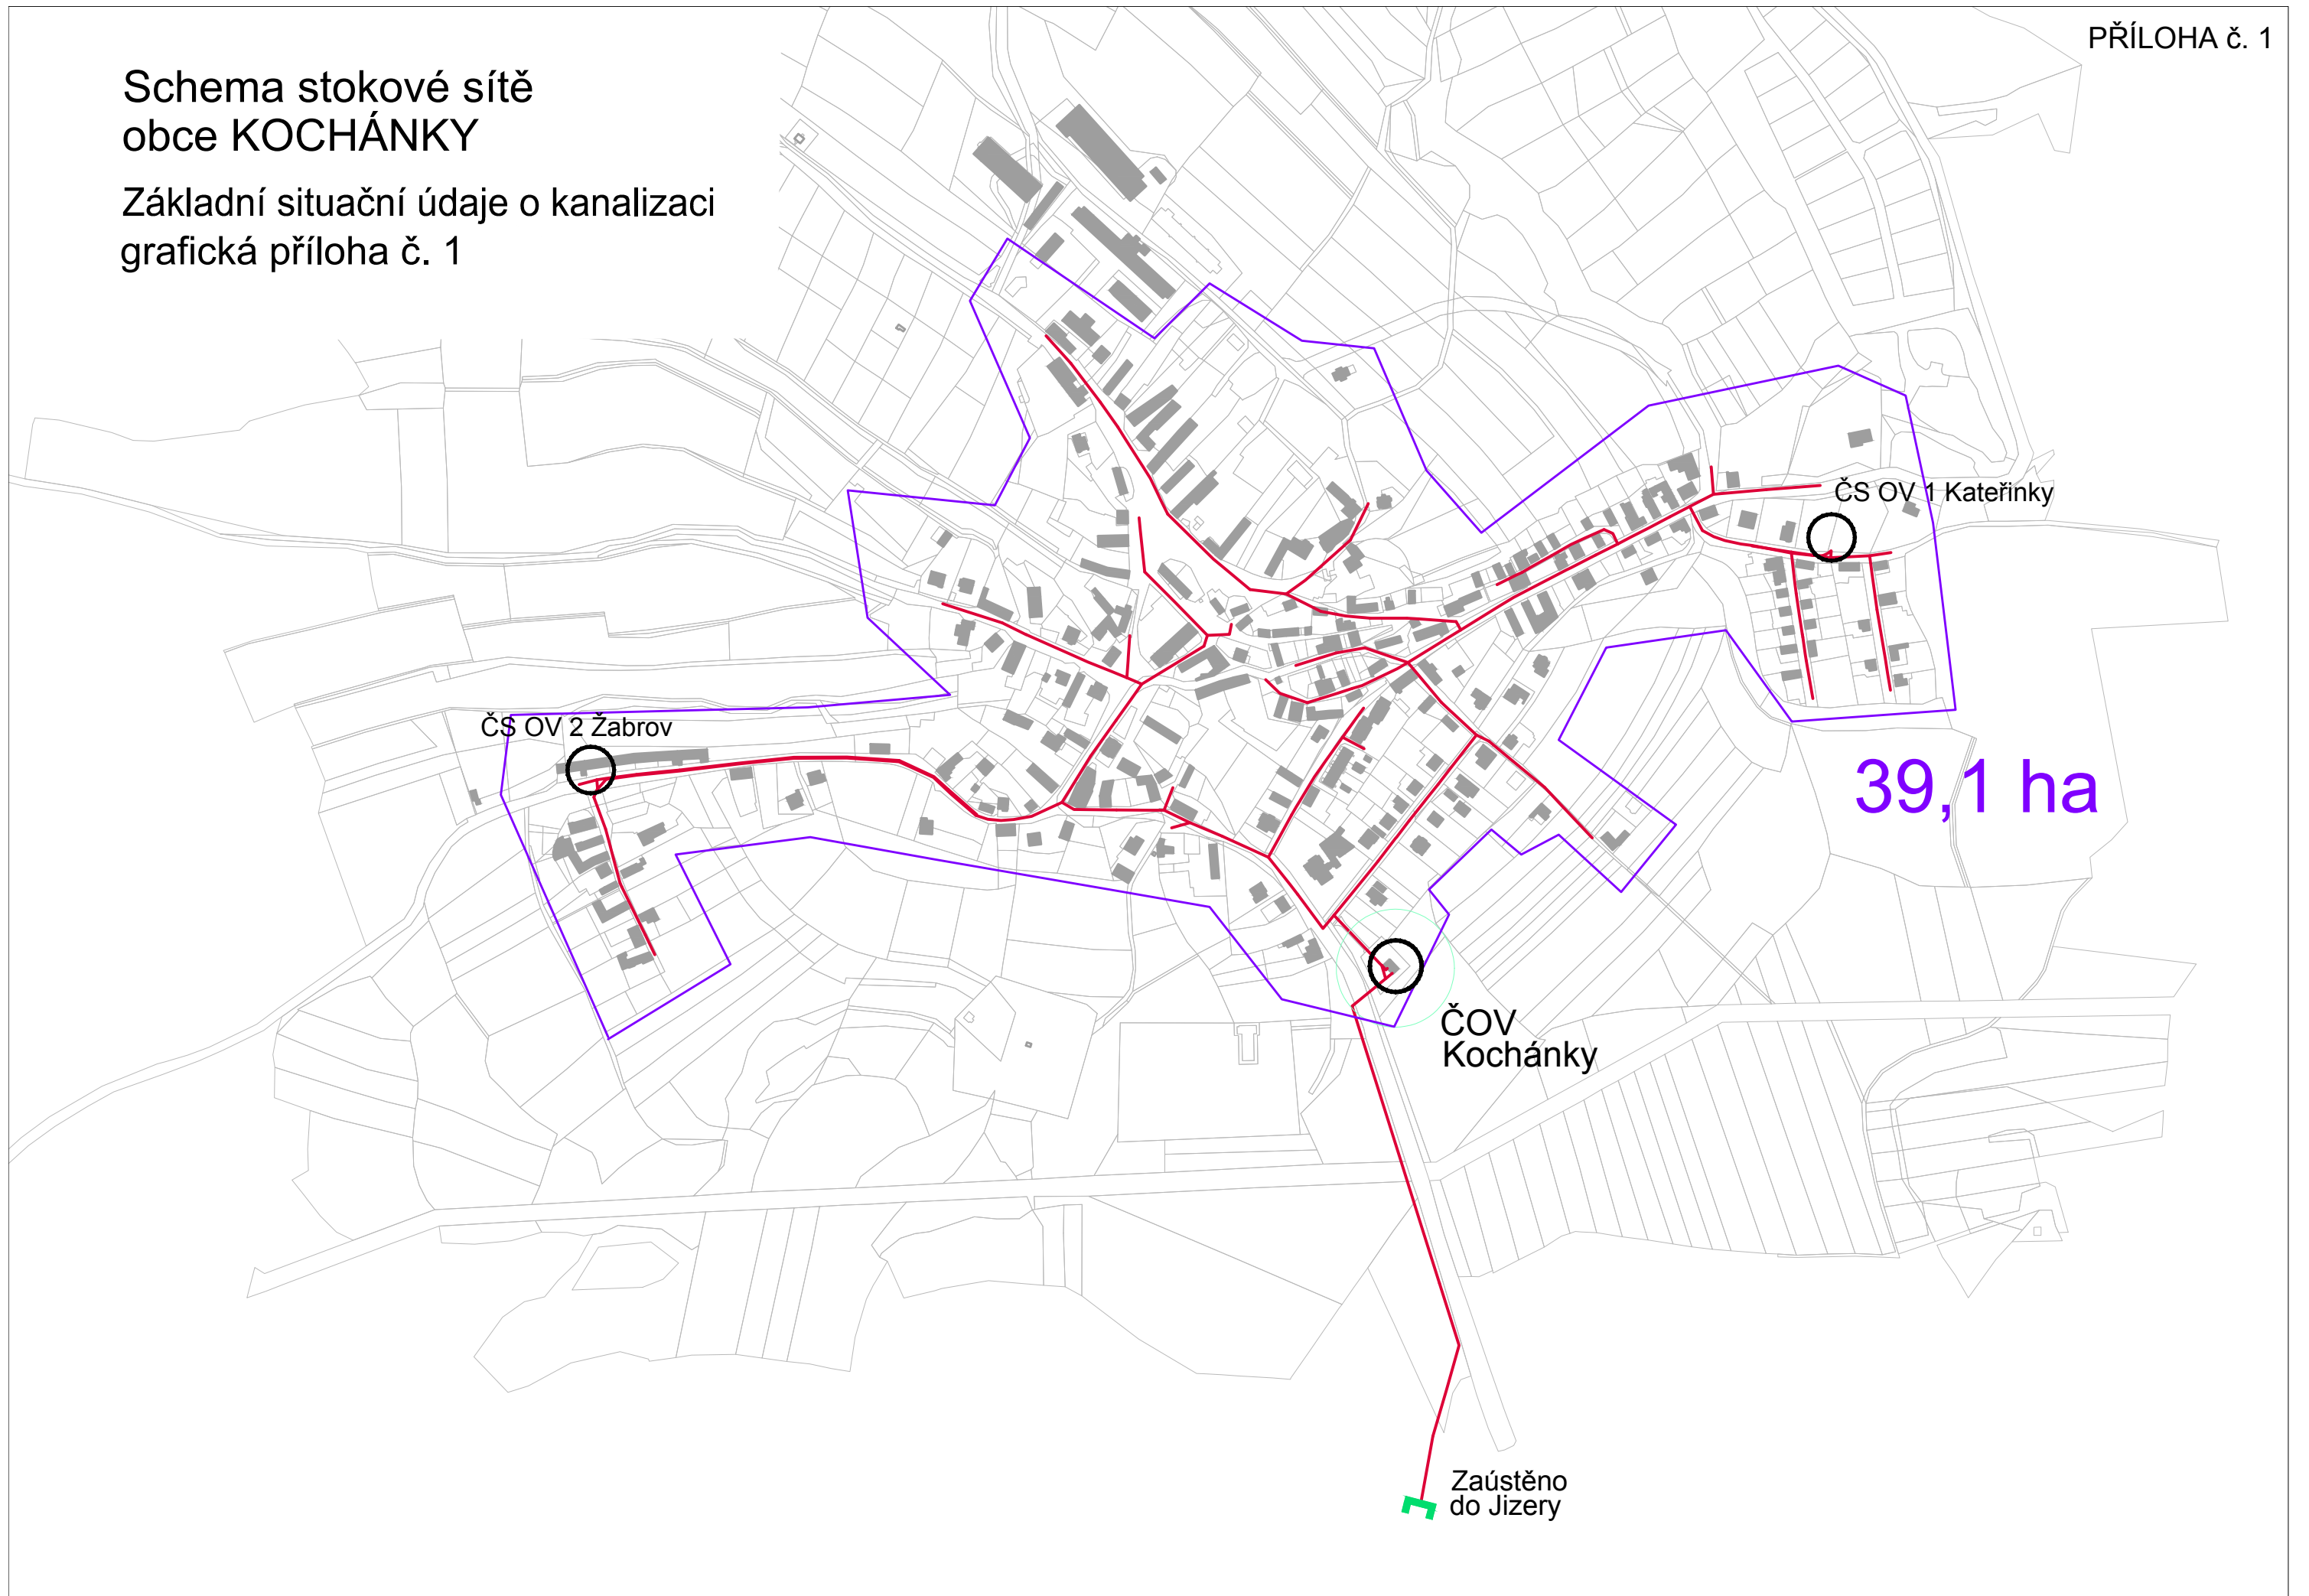 PŘÍLOHA č. 1
Schema stokové sítě
obce KOCHÁNKY
Základní situační údaje o kanalizaci
grafická příloha č. 1
ČS OV 1 Kateřinky
ČS OV 2 Žabrov
39,1 ha
ČOV
Kochánky
Zaústěno
do Jizery